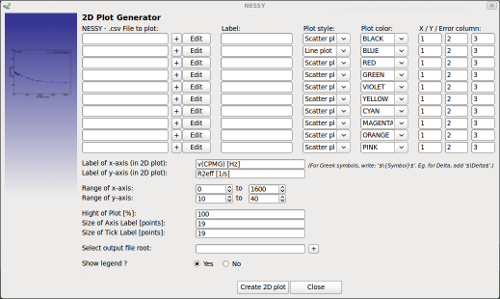 NESSY
2D Plot Generator
NESSY - .csv File to plot: Label: Plot style: Plot color: X / Y / Error column:
+ Edit Scatter pl BLACK 1 2 3
+ Edit Line plot BLUE 1 2 3
+ Edit Scatter pl RED 1 2 3
+ Edit Scatter pl GREEN 1 2 3
+ Edit Scatter pl VIOLET 1 2 3
+ Edit Scatter pl YELLOW 1 2 3
+ Edit Scatter pl CYAN 1 2 3
+ Edit Scatter pl MAGENTA 1 2 3
+ Edit Scatter pl ORANGE 1 2 3
+ Edit Scatter pl PINK 1 2 3
Label of x-axis (in 2D plot): v(CPMG) [Hz] (For Greek symbols, write: '$\{Symbol}$'. Eg. for Delta, add '$\Delta$'.)
Label of y-axis (in 2D plot): R2eff [1/s]
Range of x-axis: 0 to 1600
Range of y-axis: 10 to 40
Hight of Plot [%]: 100
Size of Axis Label [points]: 19
Size of Tick Label [points]: 19
Select output file root: +
Show legend ? Yes No
Create 2D plot Close